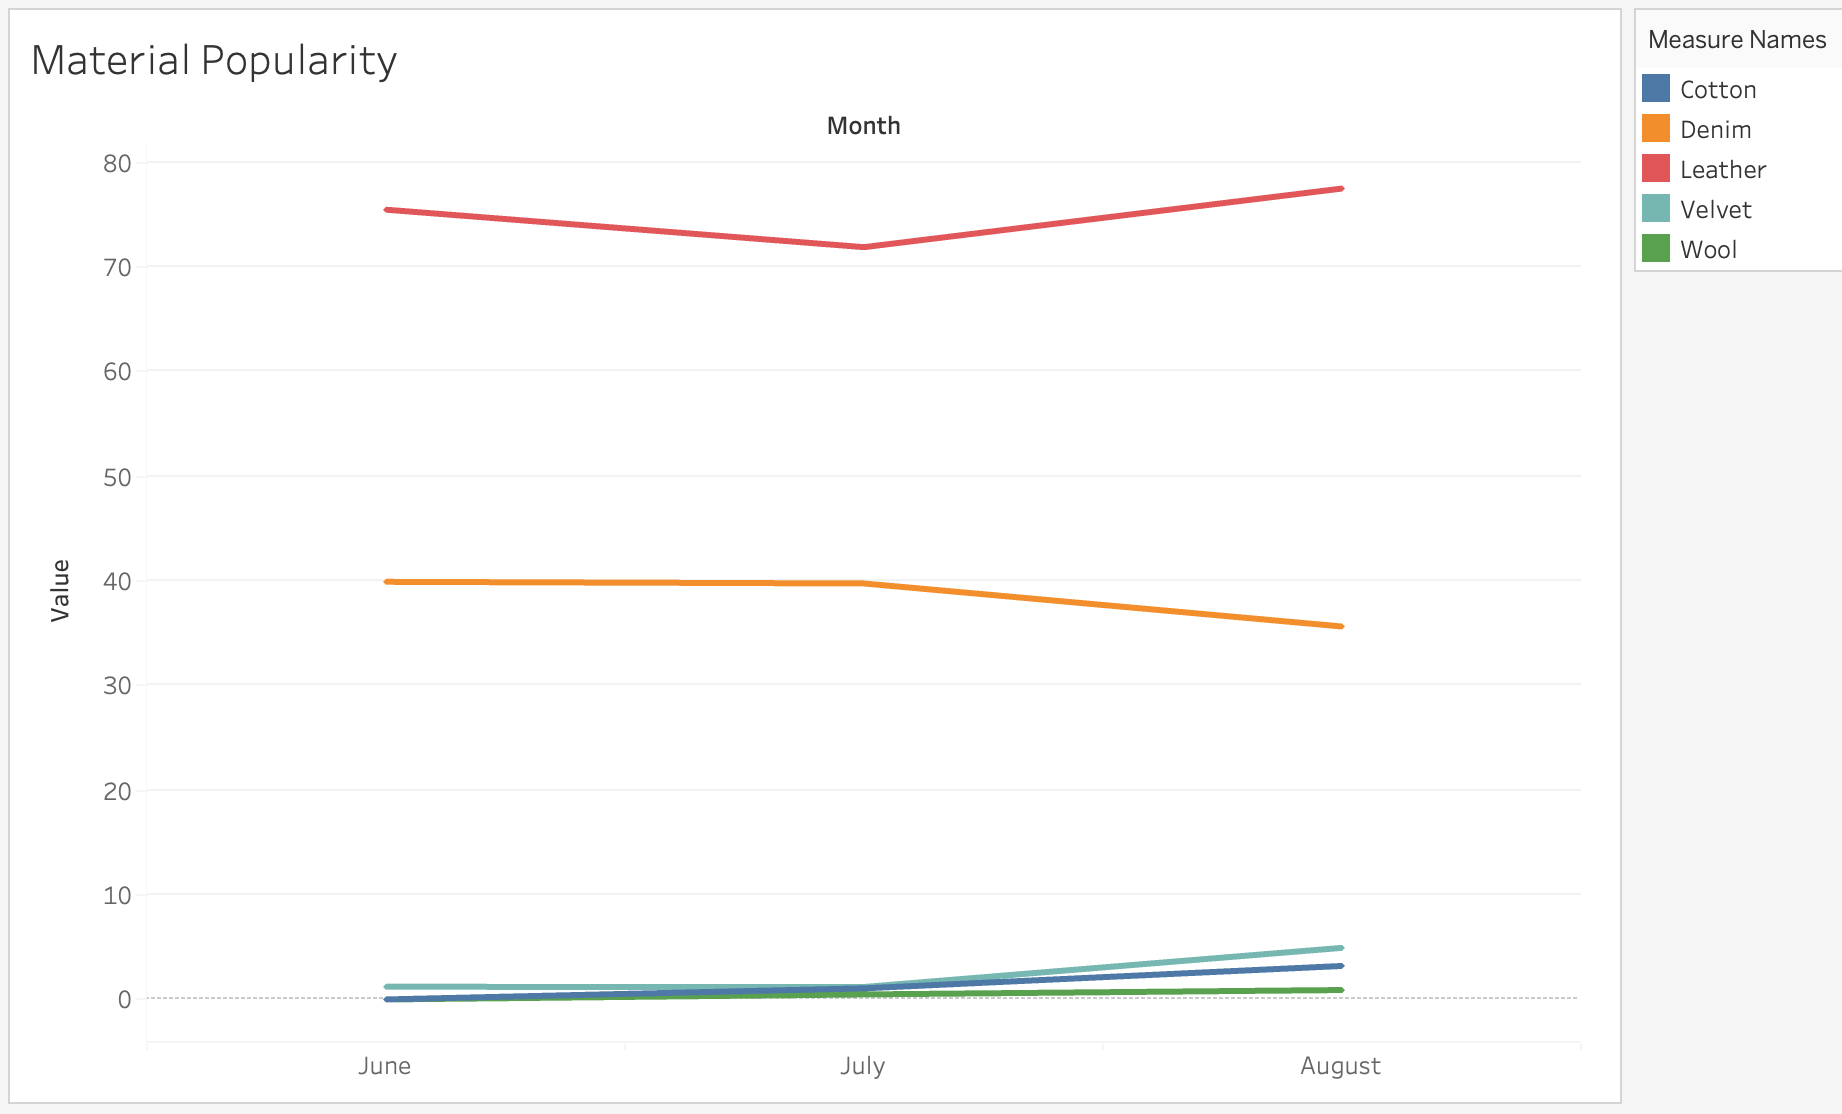 Material Popularity
Month
80
70
60
50
40
30
20
10
0
Value
June
July
August
Measure Names
Cotton
Denim
Leather
Velvet
Wool